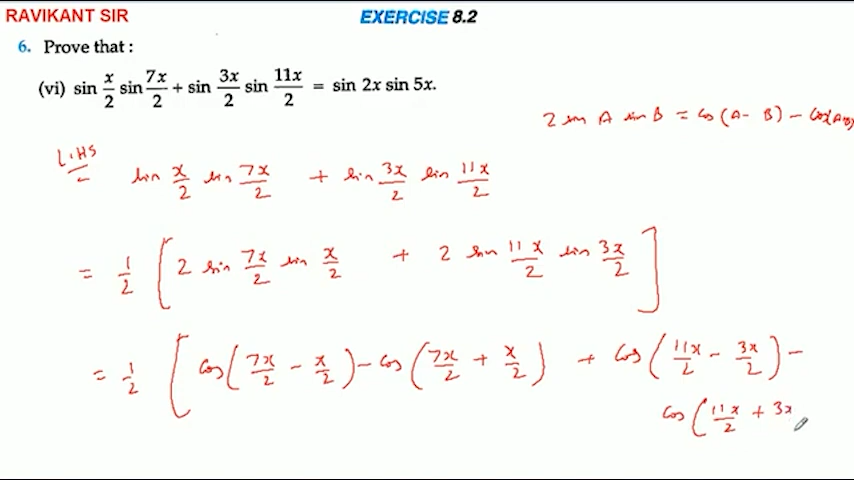 RAVIKANT SIR
EXERCISE 8.2
6. Prove that :
(vi) sin x/2 sin 7x/2 + sin 3x/2 sin 11x/2 = sin 2x sin 5x.
2 sin A sin B = cos(A - B) - cos(A+B)
L.H.S
sin x/2 sin 7x/2 + sin 3x/2 sin 11x/2
= 1/2 [ 2 sin 7x/2 sin x/2 + 2 sin 11x/2 sin 3x/2 ]
= 1/2 [ cos(7x/2 - x/2) - cos(7x/2 + x/2) + cos(11x/2 - 3x/2) -
cos(11x/2 + 3x